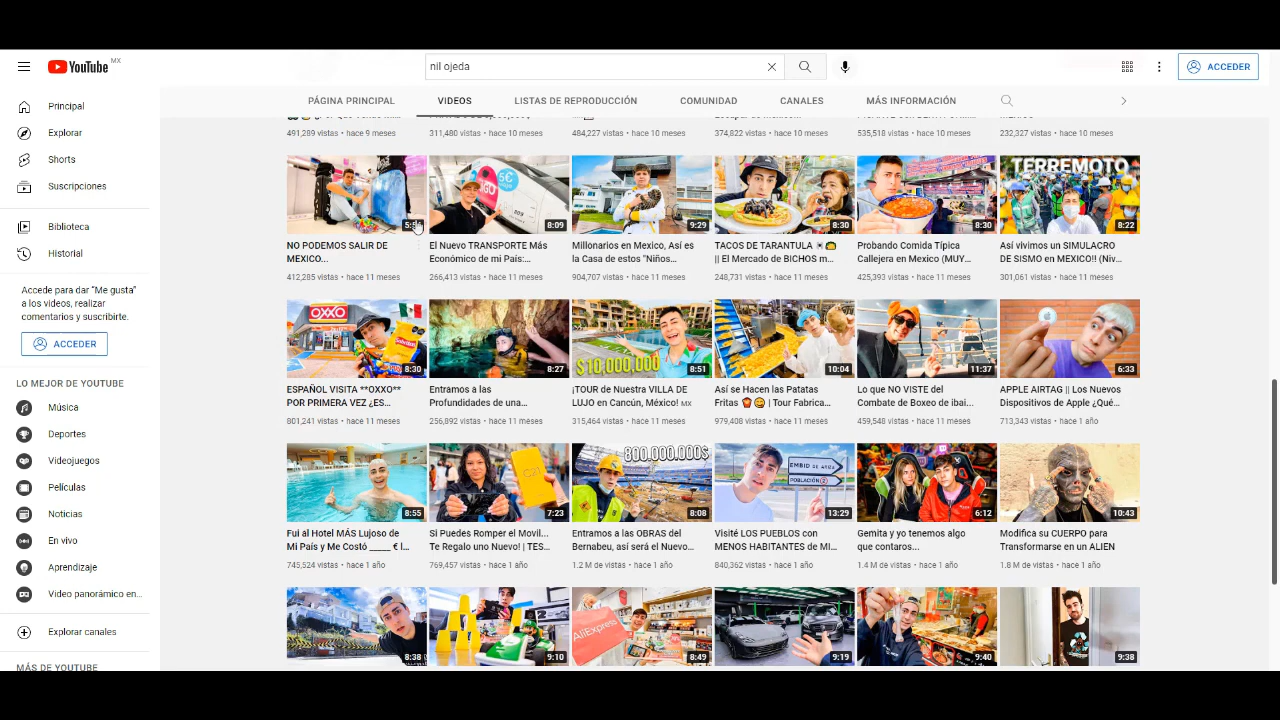 YouTube MX
nil ojeda
ACCEDER
PÁGINA PRINCIPAL VIDEOS LISTAS DE REPRODUCCIÓN COMUNIDAD CANALES MÁS INFORMACIÓN
Principal
Explorar
Shorts
Suscripciones
Biblioteca
Historial
Accede para dar “Me gusta”
a los videos, realizar
comentarios y suscribirte.
ACCEDER
LO MEJOR DE YOUTUBE
Música
Deportes
Videojuegos
Películas
Noticias
En vivo
Aprendizaje
Video panorámico en...
Explorar canales
MÁS DE YOUTUBE
491,289 vistas • hace 9 meses
311,480 vistas • hace 10 meses
484,227 vistas • hace 10 meses
374,822 vistas • hace 10 meses
535,518 vistas • hace 10 meses
232,327 vistas • hace 10 meses
NO PODEMOS SALIR DE
MEXICO...
412,285 vistas • hace 11 meses
5€
8:09
El Nuevo TRANSPORTE Más
Económico de mi País:...
266,413 vistas • hace 11 meses
9:29
Millonarios en Mexico, Así es
la Casa de estos "Niños...
904,707 vistas • hace 11 meses
8:30
TACOS DE TARANTULA
|| El Mercado de BICHOS m...
248,731 vistas • hace 11 meses
8:30
Probando Comida Típica
Callejera en Mexico (MUY...
425,393 vistas • hace 11 meses
TERREMOTO
8:22
Así vivimos un SIMULACRO
DE SISMO en MEXICO!! (Niv...
301,061 vistas • hace 11 meses
OXXO
Sabritas
8:30
ESPAÑOL VISITA **OXXO**
POR PRIMERA VEZ ¿ES...
801,241 vistas • hace 11 meses
8:27
Entramos a las
Profundidades de una...
256,892 vistas • hace 11 meses
$10,000,000
8:51
¡TOUR de Nuestra VILLA DE
LUJO en Cancún, México! MX
315,464 vistas • hace 11 meses
10:04
Así se Hacen las Patatas
Fritas | Tour Fabrica...
979,408 vistas • hace 11 meses
11:37
Lo que NO VISTE del
Combate de Boxeo de ibai...
459,548 vistas • hace 11 meses
6:33
APPLE AIRTAG || Los Nuevos
Dispositivos de Apple ¿Qué...
713,343 vistas • hace 1 año
8:55
Fui al Hotel MÁS Lujoso de
Mi País y Me Costó _____ € l...
745,524 vistas • hace 1 año
C21
7:23
Si Puedes Romper el Movil...
Te Regalo uno Nuevo! | TES...
769,457 vistas • hace 1 año
800.000.000$
8:08
Entramos a las OBRAS del
Bernabeu, así será el Nuevo...
1.2 M de vistas • hace 1 año
POBLACIÓN
13:29
Visité LOS PUEBLOS con
MENOS HABITANTES de MI...
840,362 vistas • hace 1 año
6:12
Gemita y yo tenemos algo
que contaros...
1.4 M de vistas • hace 1 año
10:43
Modifica su CUERPO para
Transformarse en un ALIEN
1.8 M de vistas • hace 1 año
8:38
9:10
AliExpress
8:49
9:19
9:40
9:38